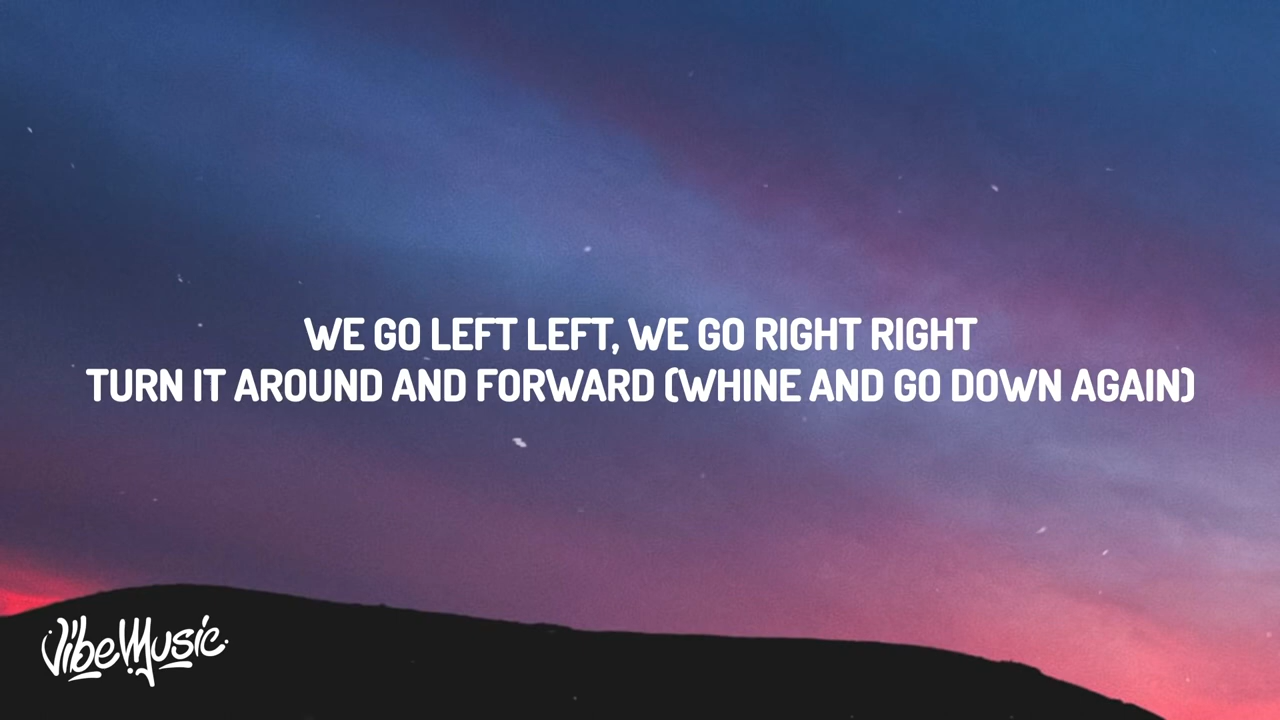 WE GO LEFT LEFT, WE GO RIGHT RIGHT
TURN IT AROUND AND FORWARD (WHINE AND GO DOWN AGAIN)
VibeMusic